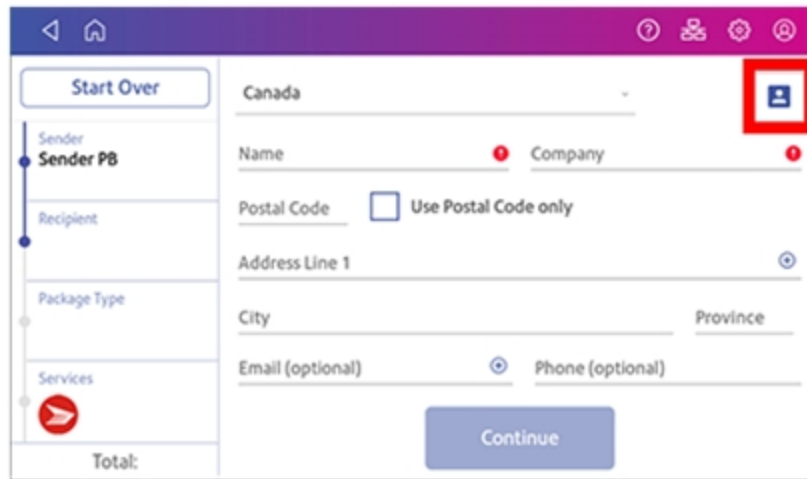 Start Over
Sender
Sender PB
Recipient
Package Type
Services
Total:
Canada
Name
Company
Postal Code
Use Postal Code only
Address Line 1
City
Province
Email (optional)
Phone (optional)
Continue